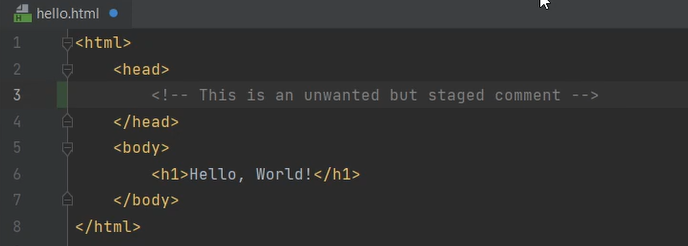 hello.html
1 <html>
2     <head>
3         <!-- This is an unwanted but staged comment -->
4     </head>
5     <body>
6         <h1>Hello, World!</h1>
7     </body>
8 </html>